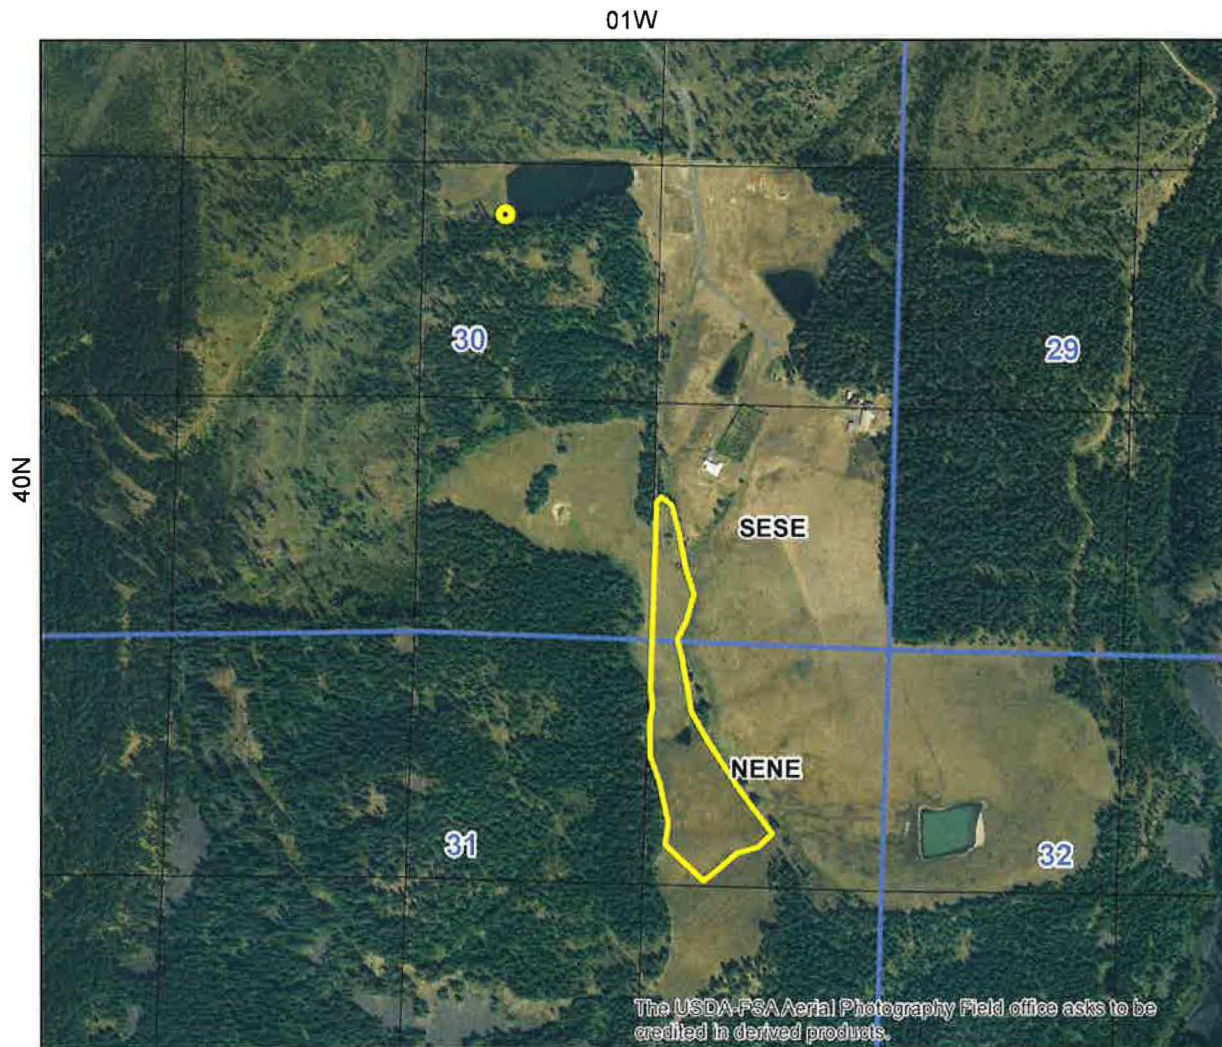 01W
30
29
40N
SESE
NENE
31
32
The USDA-FSA Aerial Photography Field office asks to be
credited in derived products.